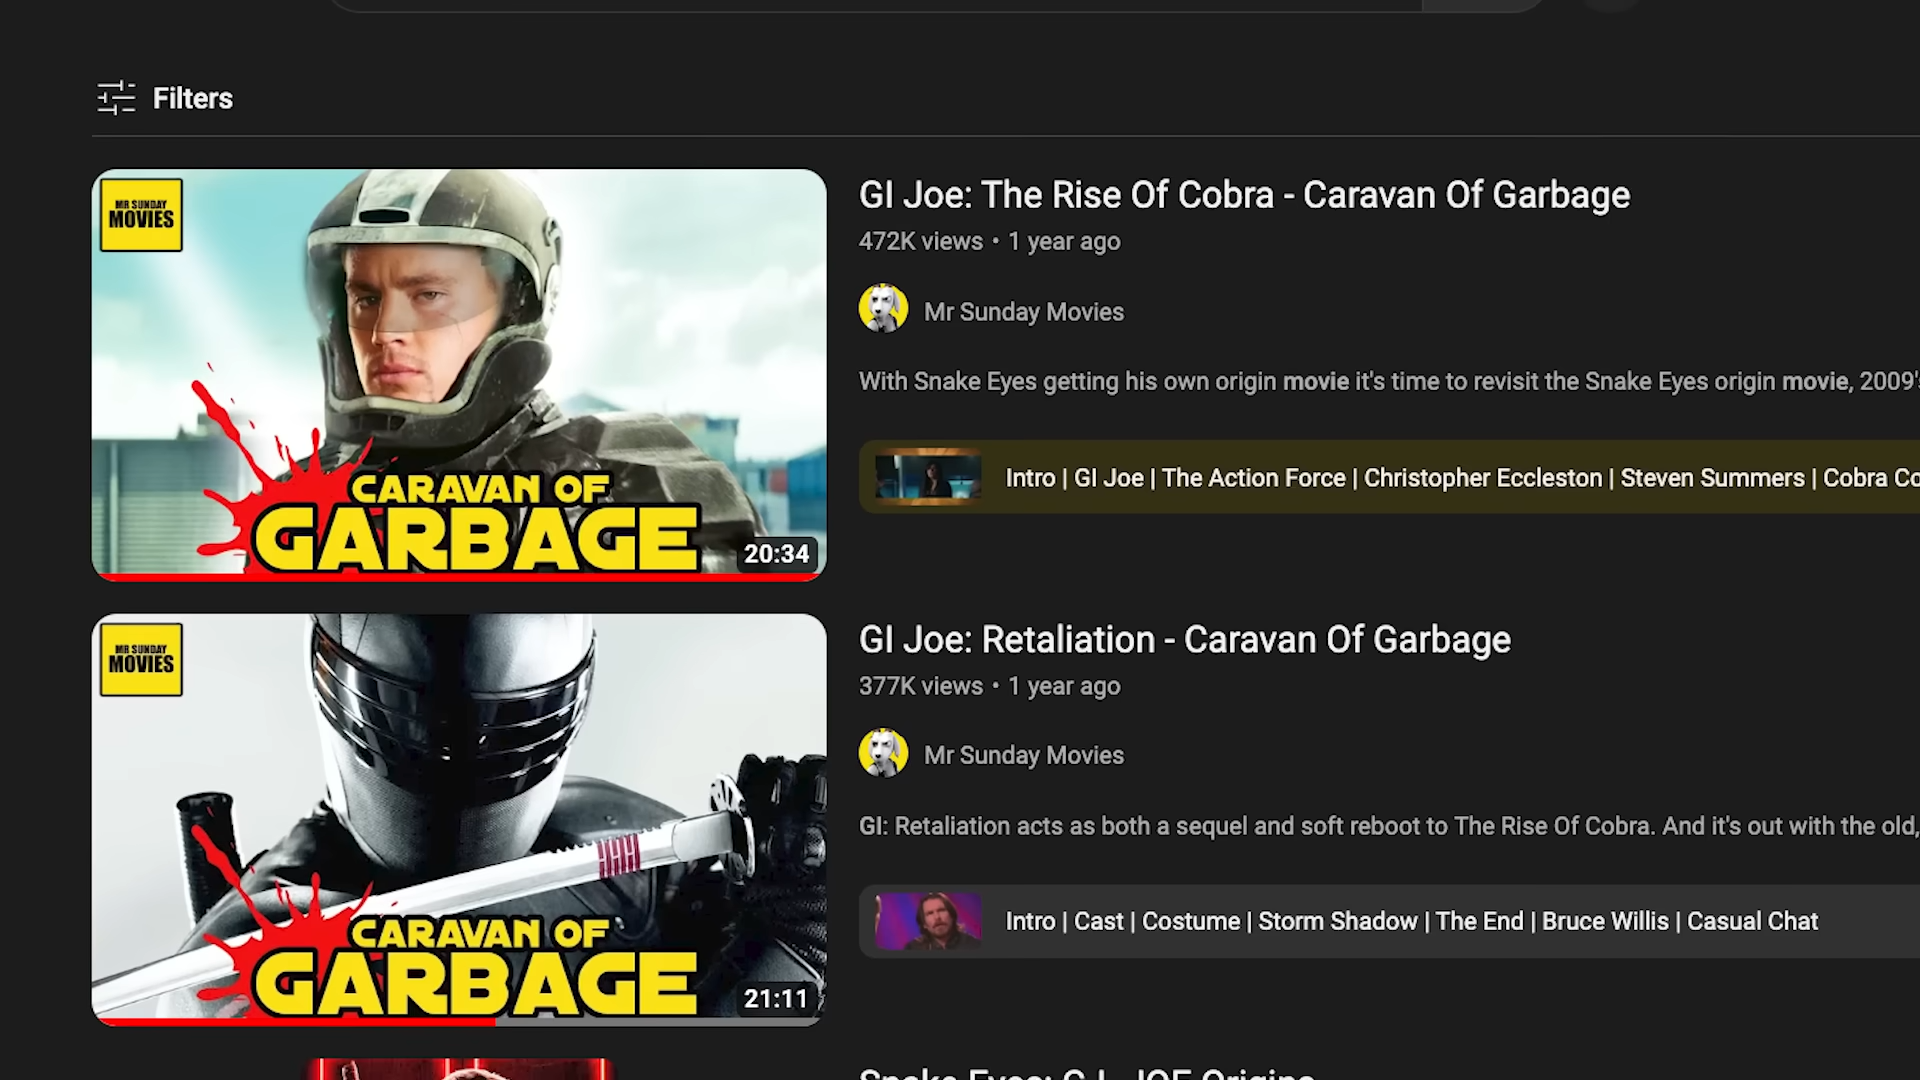 Filters
MR SUNDAY
MOVIES
CARAVAN OF
GARBAGE
20:34
GI Joe: The Rise Of Cobra - Caravan Of Garbage
472K views • 1 year ago
Mr Sunday Movies
With Snake Eyes getting his own origin movie it's time to revisit the Snake Eyes origin movie, 2009's
Intro | GI Joe | The Action Force | Christopher Eccleston | Steven Summers | Cobra Co
MR SUNDAY
MOVIES
CARAVAN OF
GARBAGE
21:11
GI Joe: Retaliation - Caravan Of Garbage
377K views • 1 year ago
Mr Sunday Movies
GI: Retaliation acts as both a sequel and soft reboot to The Rise Of Cobra. And it's out with the old,
Intro | Cast | Costume | Storm Shadow | The End | Bruce Willis | Casual Chat
Snake Eyes: G.I. JOE Origins